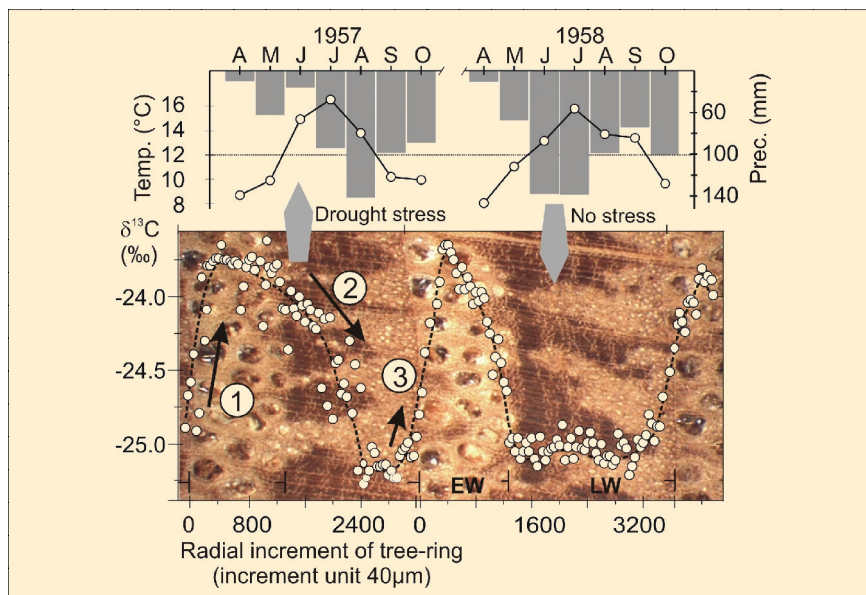 1957 1958
A M J J A S O A M J J A S O
Temp. (°C)
16
14
12
10
8
Prec. (mm)
60
100
140
Drought stress No stress
δ13C
(‰)
-24.0
-24.5
-25.0
1
2
3
EW LW
0 800 2400 0 1600 3200
Radial increment of tree-ring
(increment unit 40µm)